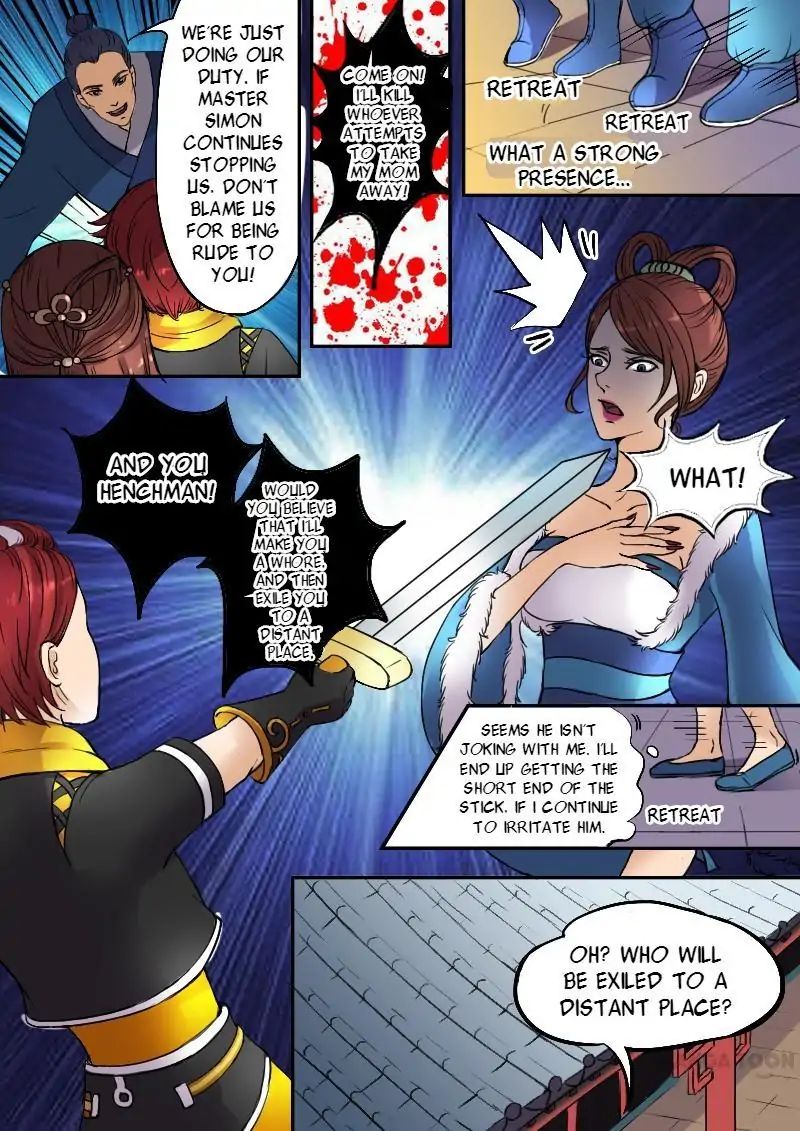 WE'RE JUST
DOING OUR
DUTY. IF
MASTER
SIMON
CONTINUES
STOPPING
US. DON'T
BLAME US
FOR BEING
RUDE TO
YOU!
COME ON!
I'LL KILL
WHOEVER
ATTEMPTS
TO TAKE
MY MOM
AWAY!
RETREAT
RETREAT
WHAT A STRONG
PRESENCE...
WHAT!
AND YOU
HENCHMAN!
WOULD
YOU BELIEVE
THAT I'LL
MAKE YOU
A WHORE,
AND THEN
EXILE YOU
TO A
DISTANT
PLACE.
SEEMS HE ISN'T
JOKING WITH ME. I'LL
END UP GETTING THE
SHORT END OF THE
STICK. IF I CONTINUE
TO IRRITATE HIM.
RETREAT
OH? WHO WILL
BE EXILED TO A
DISTANT PLACE?